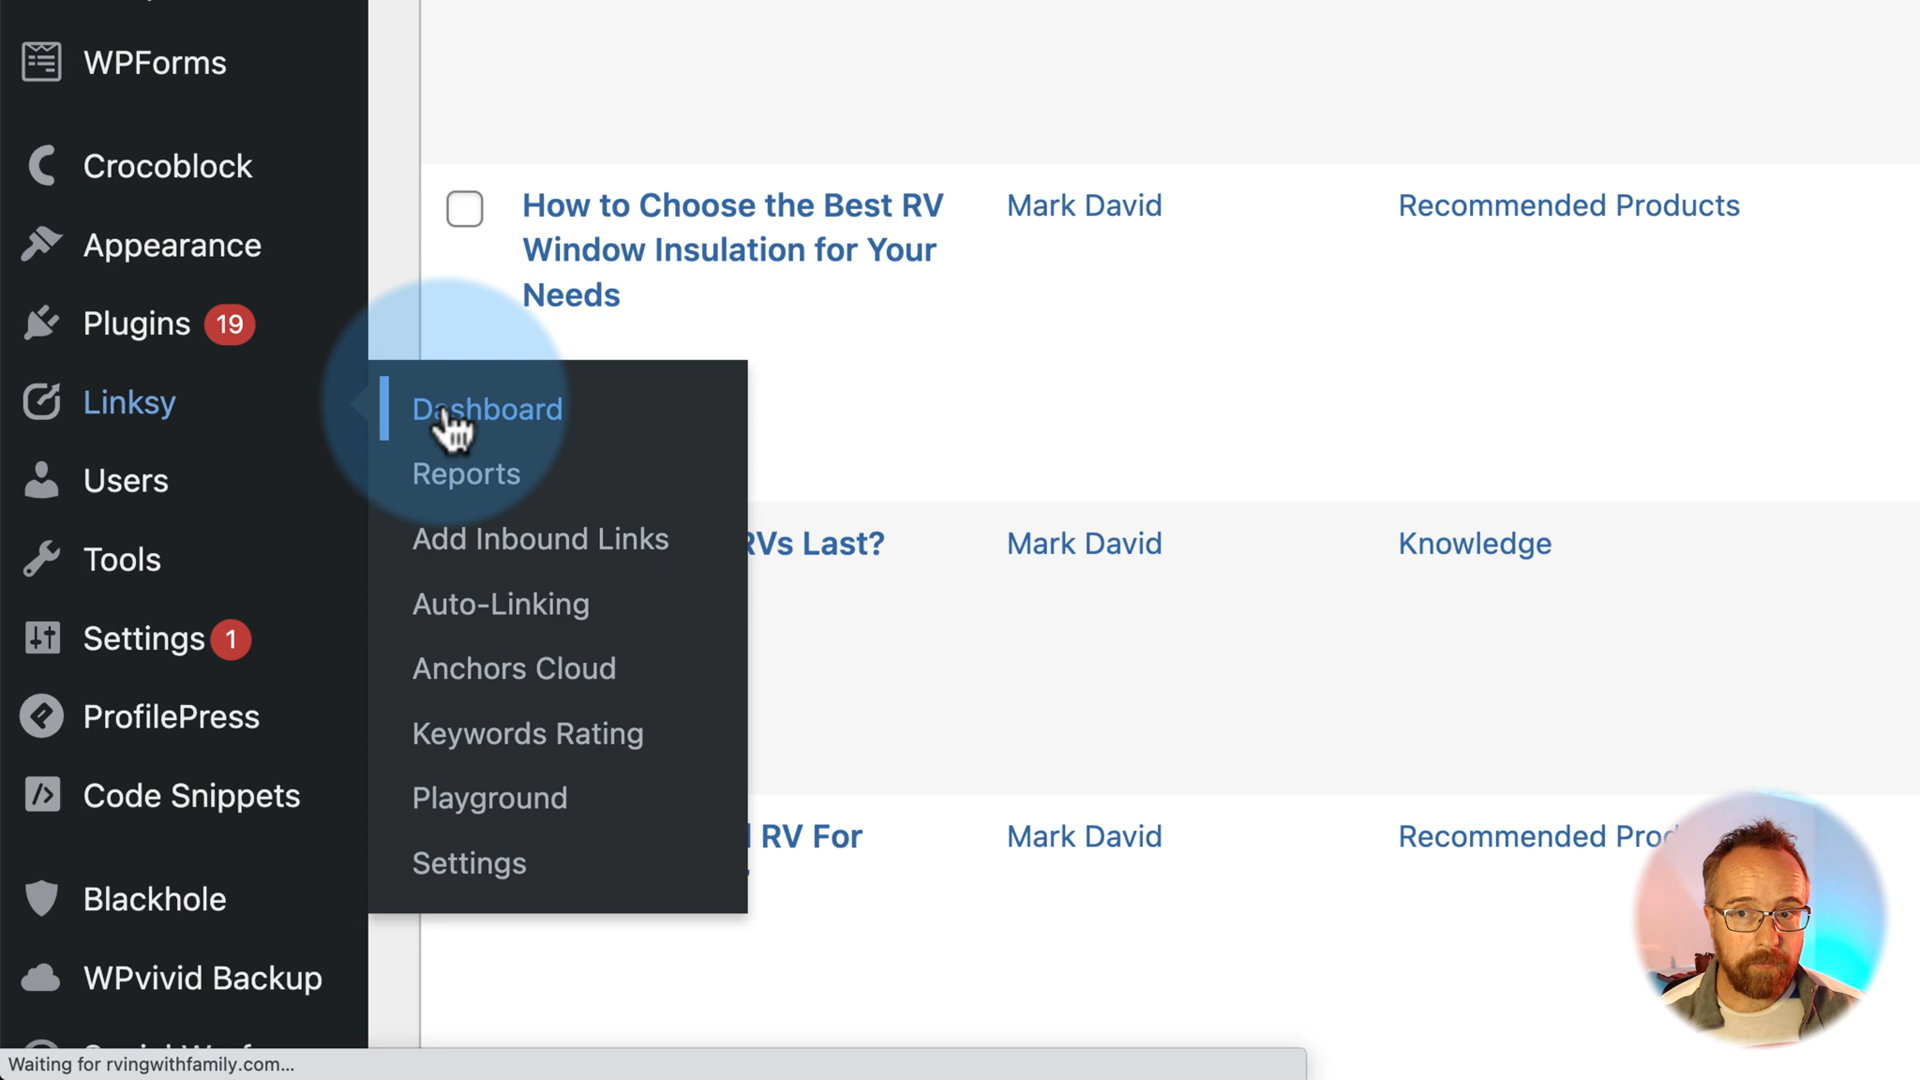 WPForms
Crocoblock
Appearance
Plugins 19
Linksy
Users
Tools
Settings 1
ProfilePress
Code Snippets
Blackhole
WPvivid Backup
Dashboard
Reports
Add Inbound Links
Auto-Linking
Anchors Cloud
Keywords Rating
Playground
Settings
How to Choose the Best RV
Window Insulation for Your
Needs
Mark David
Recommended Products
RVs Last?
Mark David
Knowledge
RV For
Mark David
Recommended
Waiting for rvingwithfamily.com...